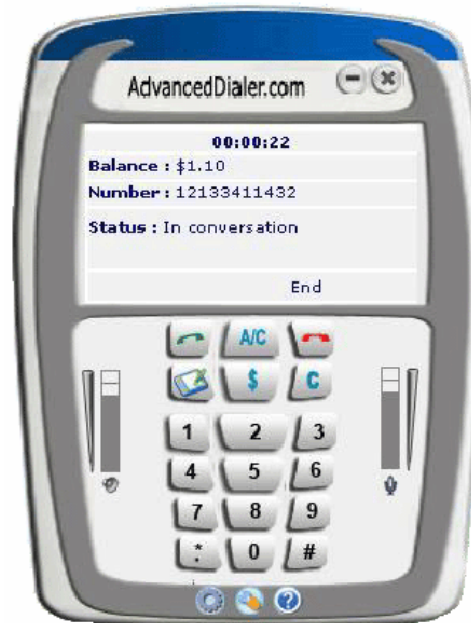 AdvancedDialer.com
00:00:22
Balance : $1.10
Number : 12133411432
Status : In conversation
End
A/C
$ C
1 2 3
4 5 6
7 8 9
* 0 #
?